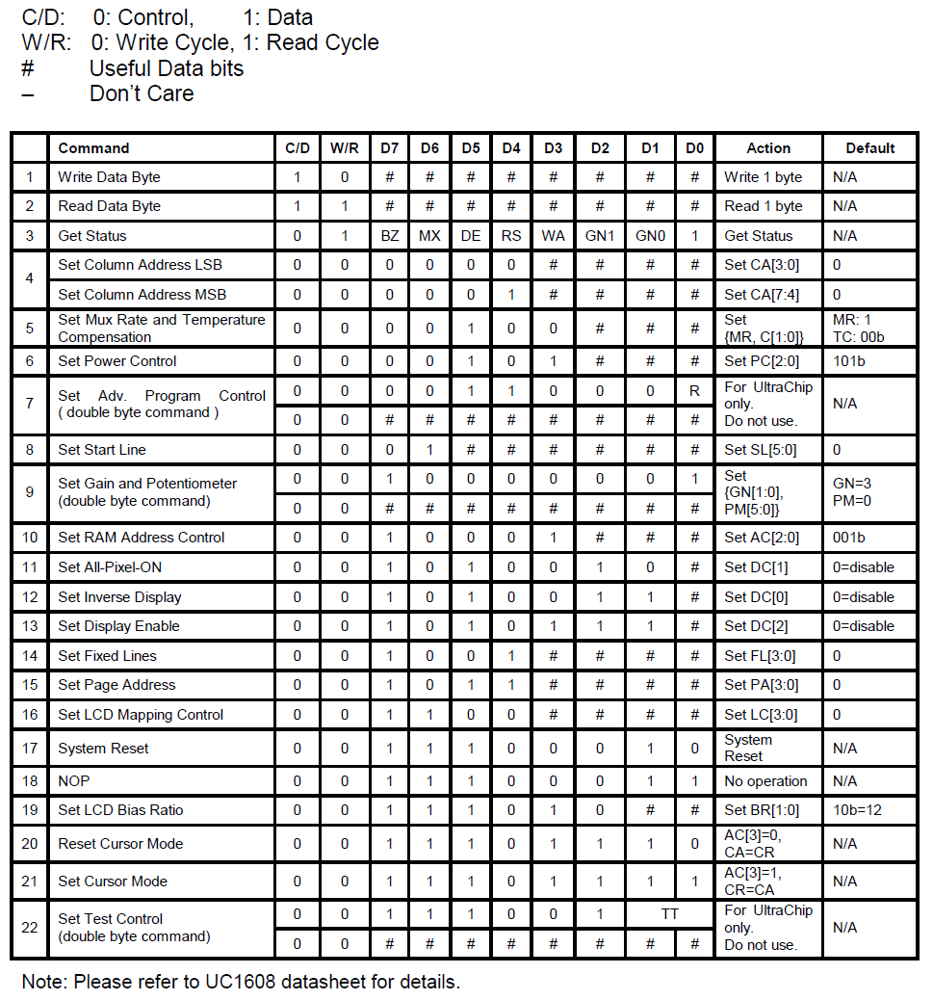 C/D: 0: Control, 1: Data
W/R: 0: Write Cycle, 1: Read Cycle
# Useful Data bits
– Don't Care
Command C/D W/R D7 D6 D5 D4 D3 D2 D1 D0 Action Default
1 Write Data Byte 1 0 # # # # # # # # Write 1 byte N/A
2 Read Data Byte 1 1 # # # # # # # # Read 1 byte N/A
3 Get Status 0 1 BZ MX DE RS WA GN1 GN0 1 Get Status N/A
4 Set Column Address LSB 0 0 0 0 0 0 # # # # Set CA[3:0] 0
Set Column Address MSB 0 0 0 0 0 1 # # # # Set CA[7:4] 0
5 Set Mux Rate and Temperature Compensation 0 0 0 0 1 0 0 # # # Set {MR, C[1:0]} MR: 1 TC: 00b
6 Set Power Control 0 0 0 0 1 0 1 # # # Set PC[2:0] 101b
7 Set Adv. Program Control ( double byte command ) 0 0 0 0 1 1 0 0 0 R For UltraChip only. Do not use. N/A
0 0 # # # # # # # #
8 Set Start Line 0 0 0 1 # # # # # # Set SL[5:0] 0
9 Set Gain and Potentiometer (double byte command) 0 0 1 0 0 0 0 0 0 1 Set {GN[1:0], PM[5:0]} GN=3 PM=0
0 0 # # # # # # # #
10 Set RAM Address Control 0 0 1 0 0 0 1 # # # Set AC[2:0] 001b
11 Set All-Pixel-ON 0 0 1 0 1 0 0 1 0 # Set DC[1] 0=disable
12 Set Inverse Display 0 0 1 0 1 0 0 1 1 # Set DC[0] 0=disable
13 Set Display Enable 0 0 1 0 1 0 1 1 1 # Set DC[2] 0=disable
14 Set Fixed Lines 0 0 1 0 0 1 # # # # Set FL[3:0] 0
15 Set Page Address 0 0 1 0 1 1 # # # # Set PA[3:0] 0
16 Set LCD Mapping Control 0 0 1 1 0 0 # # # # Set LC[3:0] 0
17 System Reset 0 0 1 1 1 0 0 0 1 0 System Reset N/A
18 NOP 0 0 1 1 1 0 0 0 1 1 No operation N/A
19 Set LCD Bias Ratio 0 0 1 1 1 0 1 0 # # Set BR[1:0] 10b=12
20 Reset Cursor Mode 0 0 1 1 1 0 1 1 1 0 AC[3]=0, CA=CR N/A
21 Set Cursor Mode 0 0 1 1 1 0 1 1 1 1 AC[3]=1, CR=CA N/A
22 Set Test Control (double byte command) 0 0 1 1 1 0 0 1 TT For UltraChip only. Do not use. N/A
0 0 # # # # # # # #
Note: Please refer to UC1608 datasheet for details.